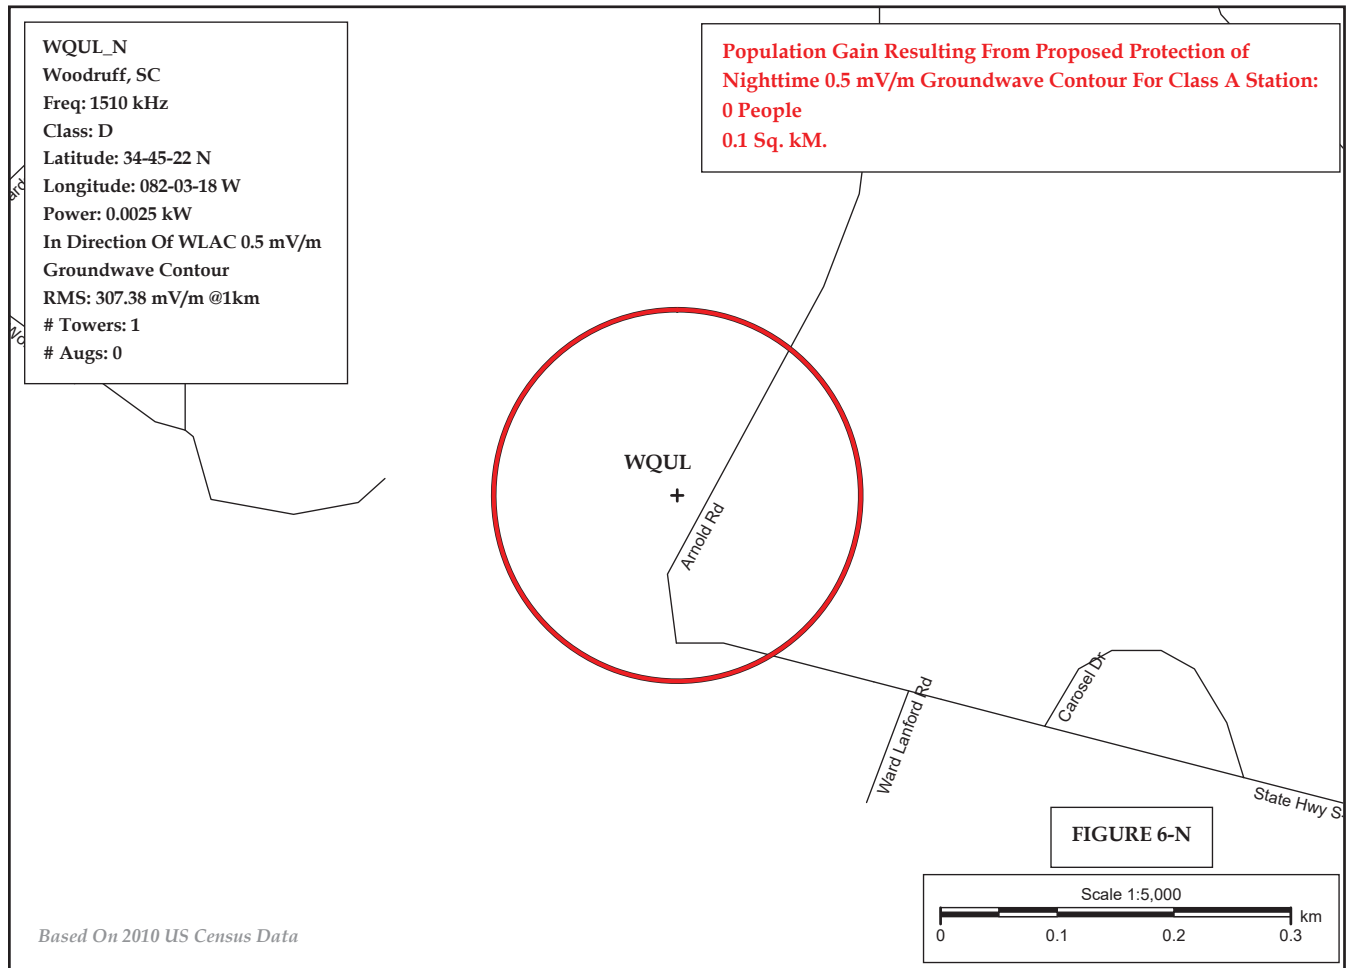 WQUL_N
Woodruff, SC
Freq: 1510 kHz
Class: D
Latitude: 34-45-22 N
Longitude: 082-03-18 W
Power: 0.0025 kW
In Direction Of WLAC 0.5 mV/m
Groundwave Contour
RMS: 307.38 mV/m @1km
# Towers: 1
# Augs: 0
Population Gain Resulting From Proposed Protection of
Nighttime 0.5 mV/m Groundwave Contour For Class A Station:
0 People
0.1 Sq. kM.
WQUL
Arnold Rd
Ward Lanford Rd
Carosel Dr
State Hwy
FIGURE 6-N
Scale 1:5,000
km
0 0.1 0.2 0.3
Based On 2010 US Census Data